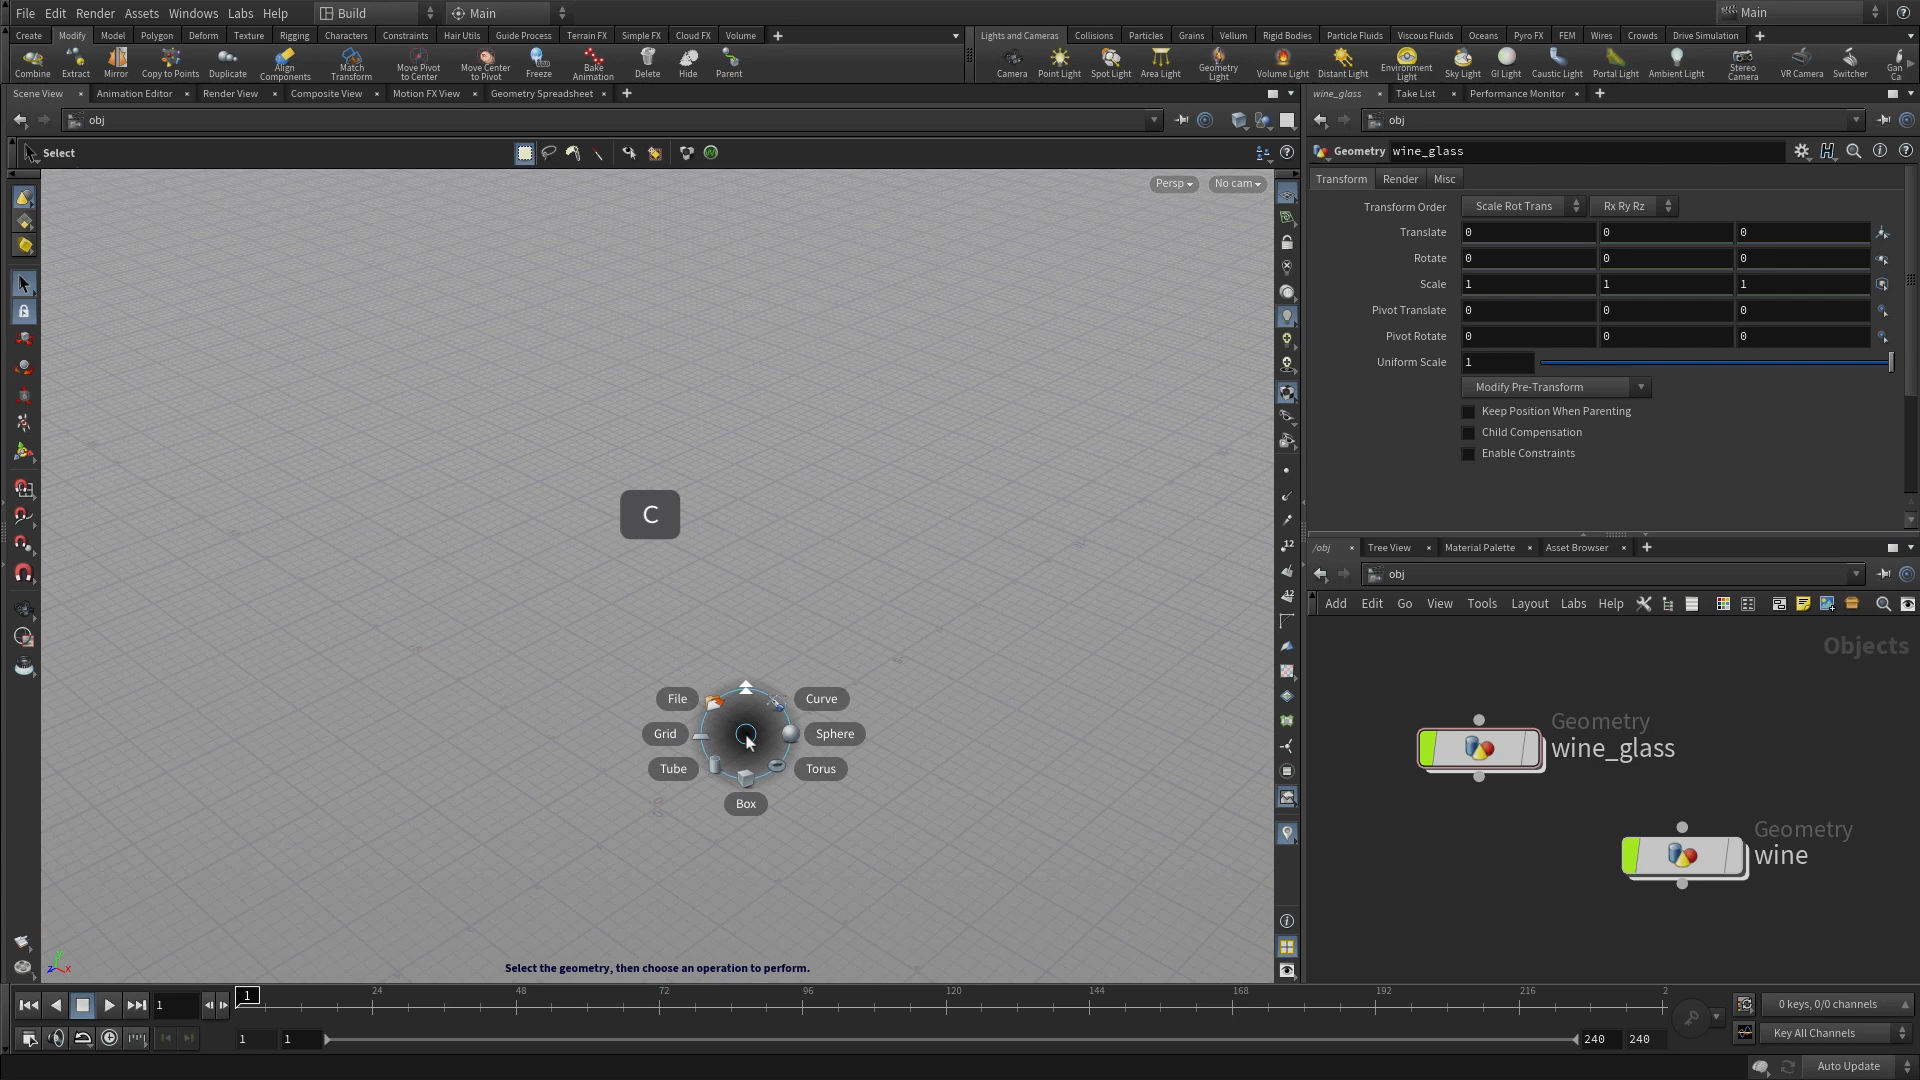 File Edit Render Assets Windows Labs Help Build Main Main
Create Modify Model Polygon Deform Texture Rigging Characters Constraints Hair Utils Guide Process Terrain FX Simple FX Cloud FX Volume
Lights and Cameras Collisions Particles Grains Vellum Rigid Bodies Particle Fluids Viscous Fluids Oceans Pyro FX FEM Wires Crowds Drive Simulation
Combine Extract Mirror Copy to Points Duplicate Align Components Match Transform Move Pivot to Center Move Center to Pivot Freeze Bake Animation Delete Hide Parent
Camera Point Light Spot Light Area Light Geometry Light Volume Light Distant Light Environment Light Sky Light GI Light Caustic Light Portal Light Ambient Light Stereo Camera VR Camera Switcher Gan Ca
Scene View Animation Editor Render View Composite View Motion FX View Geometry Spreadsheet
wine_glass Take List Performance Monitor
obj
obj
Select
Geometry wine_glass
Persp No cam
Transform Render Misc
Transform Order Scale Rot Trans Rx Ry Rz
Translate 0 0 0
Rotate 0 0 0
Scale 1 1 1
Pivot Translate 0 0 0
Pivot Rotate 0 0 0
Uniform Scale 1
Modify Pre-Transform
Keep Position When Parenting
Child Compensation
Enable Constraints
C
/obj Tree View Material Palette Asset Browser
obj
Add Edit Go View Tools Layout Labs Help
Objects
File Curve
Grid Sphere
Tube Torus
Box
Geometry
wine_glass
Geometry
wine
12
12
z y x
Select the geometry, then choose an operation to perform.
1 1 24 48 72 96 120 144 168 192 216 2
0 keys, 0/0 channels
1 1 240 240
Key All Channels
Auto Update